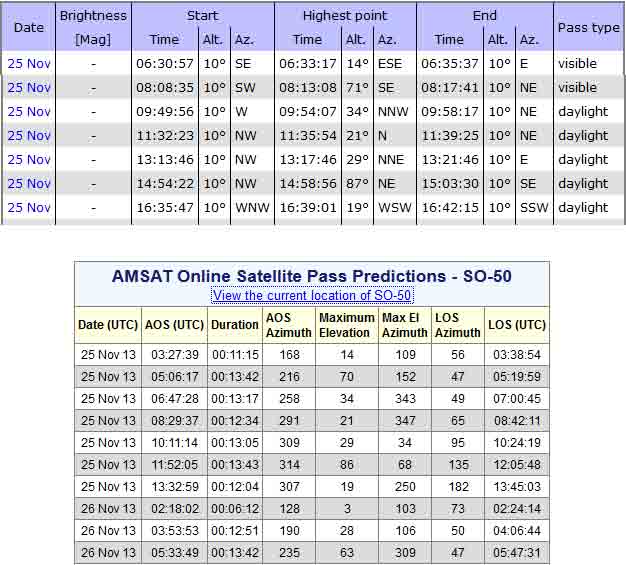 Date Brightness [Mag] Start Highest point End Pass type
Time Alt. Az. Time Alt. Az. Time Alt. Az.
25 Nov - 06:30:57 10° SE 06:33:17 14° ESE 06:35:37 10° E visible
25 Nov - 08:08:35 10° SW 08:13:08 71° SE 08:17:41 10° NE visible
25 Nov - 09:49:56 10° W 09:54:07 34° NNW 09:58:17 10° NE daylight
25 Nov - 11:32:23 10° NW 11:35:54 21° N 11:39:25 10° NE daylight
25 Nov - 13:13:46 10° NW 13:17:46 29° NNE 13:21:46 10° E daylight
25 Nov - 14:54:22 10° NW 14:58:56 87° NE 15:03:30 10° SE daylight
25 Nov - 16:35:47 10° WNW 16:39:01 19° WSW 16:42:15 10° SSW daylight
AMSAT Online Satellite Pass Predictions - SO-50
View the current location of SO-50
Date (UTC) AOS (UTC) Duration AOS Azimuth Maximum Elevation Max El Azimuth LOS Azimuth LOS (UTC)
25 Nov 13 03:27:39 00:11:15 168 14 109 56 03:38:54
25 Nov 13 05:06:17 00:13:42 216 70 152 47 05:19:59
25 Nov 13 06:47:28 00:13:17 258 34 343 49 07:00:45
25 Nov 13 08:29:37 00:12:34 291 21 347 65 08:42:11
25 Nov 13 10:11:14 00:13:05 309 29 34 95 10:24:19
25 Nov 13 11:52:05 00:13:43 314 86 68 135 12:05:48
25 Nov 13 13:32:59 00:12:04 307 19 250 182 13:45:03
26 Nov 13 02:18:02 00:06:12 128 3 103 73 02:24:14
26 Nov 13 03:53:53 00:12:51 190 28 106 50 04:06:44
26 Nov 13 05:33:49 00:13:42 235 63 309 47 05:47:31